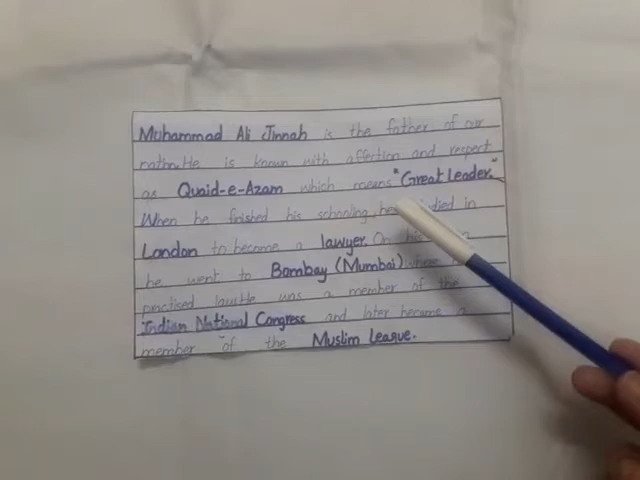 Muhammad Ali Jinnah is the father of our
nation. He is known with affection and respect
as Quaid-e-Azam which means "Great Leader."
When he finished his schooling, he studied in
London to become a lawyer. On his
he went to Bombay (Mumbai) where
practised law. He was a member of the
Indian National Congress and later became a
member of the Muslim League.